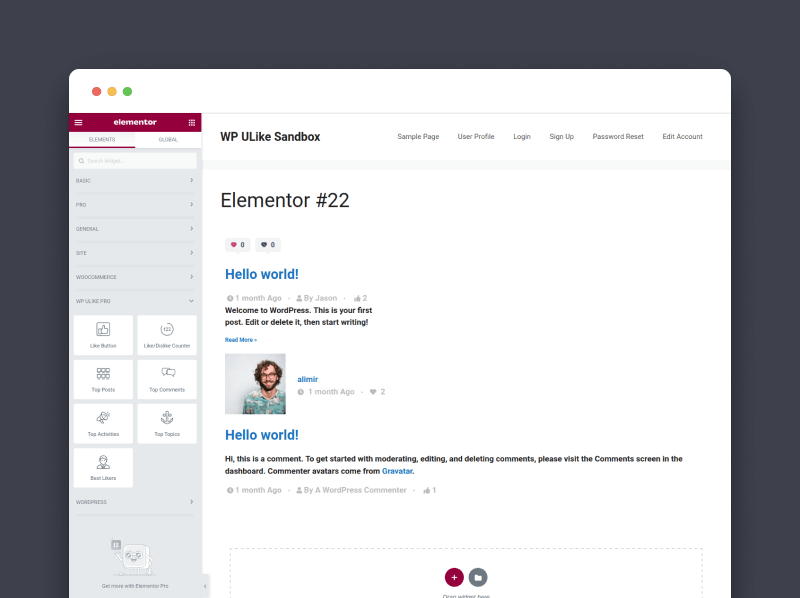 elementor
ELEMENTS GLOBAL
Search Widget...
BASIC
PRO
GENERAL
SITE
WOOCOMMERCE
WP ULIKE PRO
Like Button
Like/Dislike Counter
Top Posts
Top Comments
Top Activities
Top Topics
Best Likers
WORDPRESS
Get more with Elementor Pro
WP ULike Sandbox
Sample Page User Profile Login Sign Up Password Reset Edit Account
Elementor #22
0 0
Hello world!
1 month Ago • By Jason • 2
Welcome to WordPress. This is your first
post. Edit or delete it, then start writing!
Read More »
alimir
1 month Ago • 2
Hello world!
Hi, this is a comment. To get started with moderating, editing, and deleting comments, please visit the Comments screen in the
dashboard. Commenter avatars come from Gravatar.
1 month Ago • By A WordPress Commenter • 1
Drag widget here